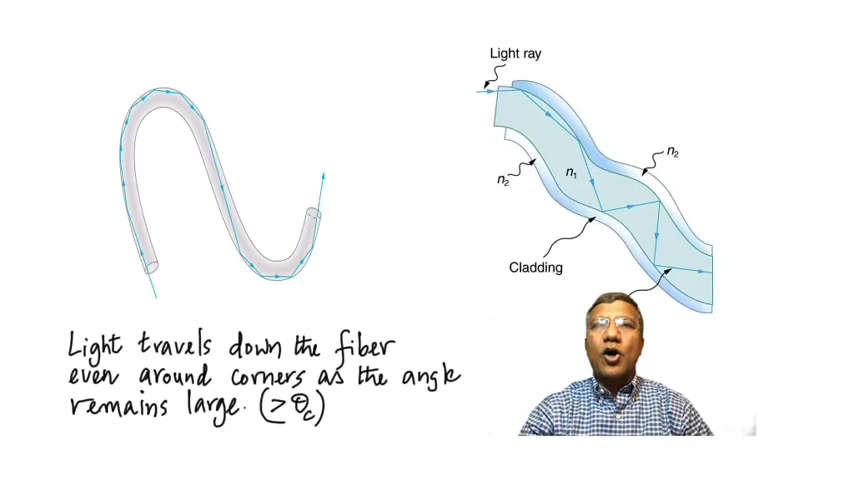 Light ray
n2
n1
n2
Cladding
Light travels down the fiber
even around corners as the angle
remains large. (> θc)